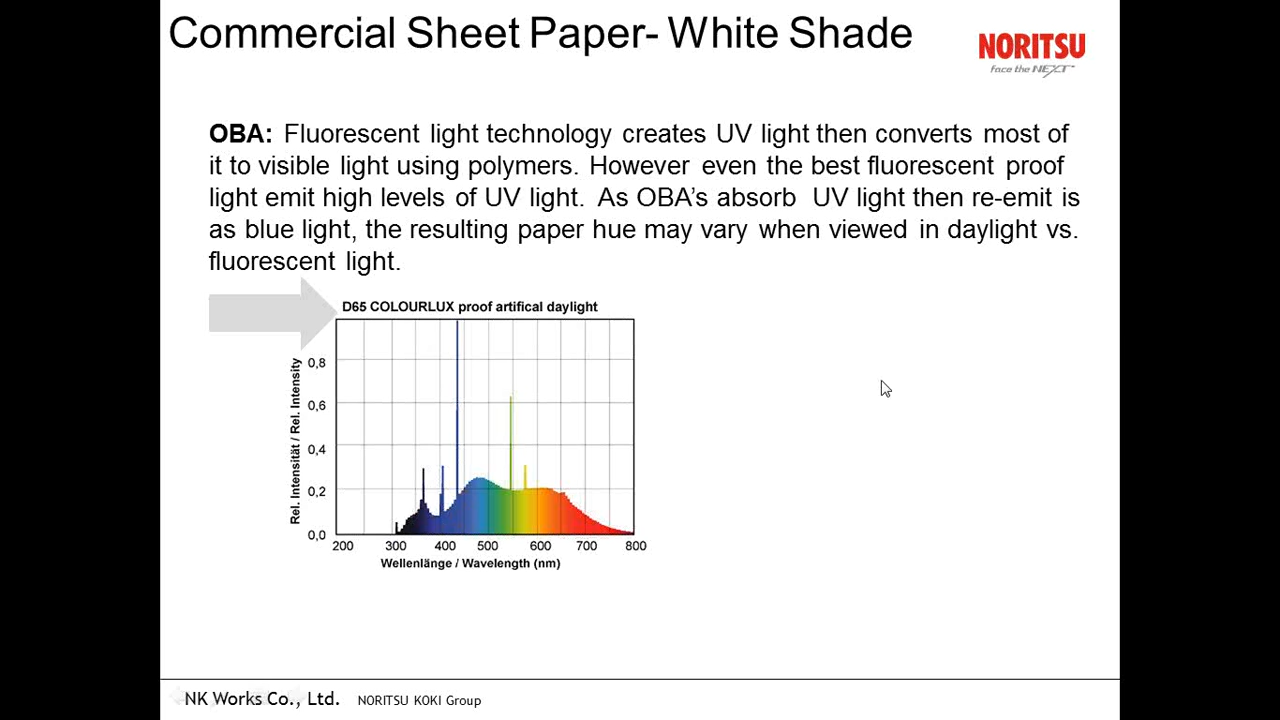 Commercial Sheet Paper- White Shade
NORITSU
face the NEXT
OBA: Fluorescent light technology creates UV light then converts most of
it to visible light using polymers. However even the best fluorescent proof
light emit high levels of UV light. As OBA's absorb UV light then re-emit is
as blue light, the resulting paper hue may vary when viewed in daylight vs.
fluorescent light.
D65 COLOURLUX proof artifical daylight
Rel. Intensität / Rel. Intensity
0,8
0,6
0,4
0,2
0,0
200 300 400 500 600 700 800
Wellenlänge / Wavelength (nm)
NK Works Co., Ltd. NORITSU KOKI Group